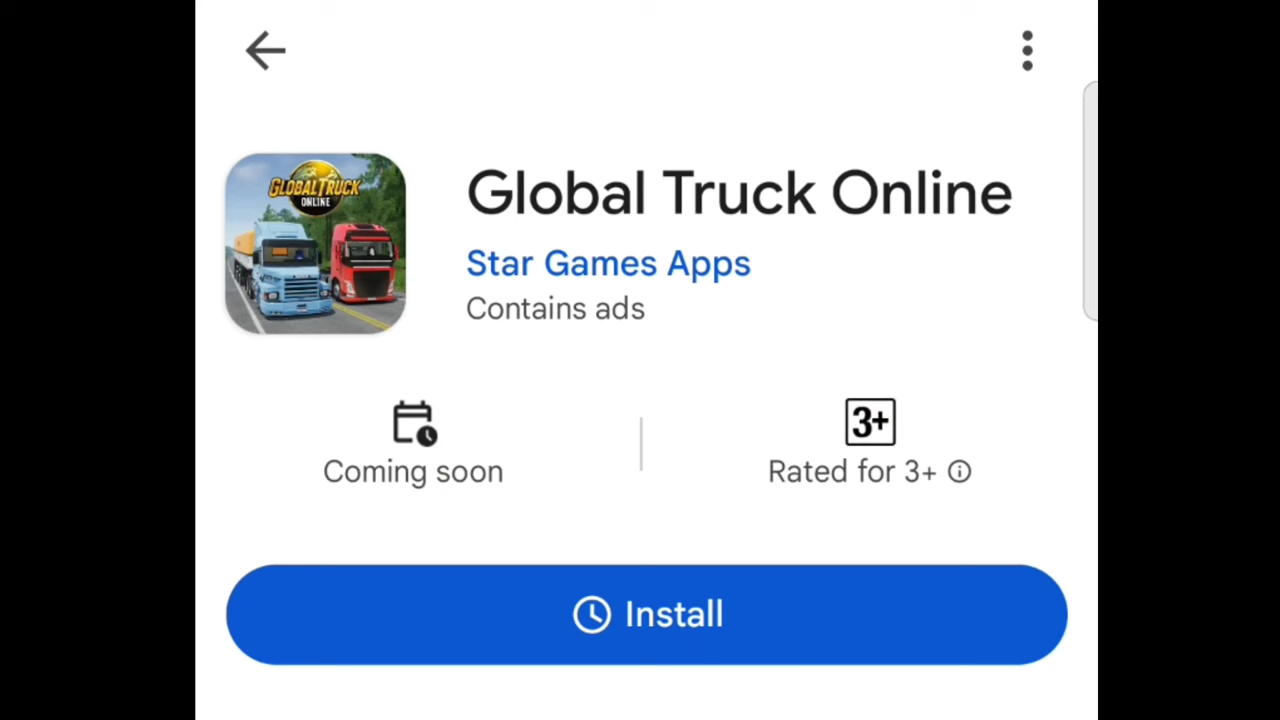 GLOBAL TRUCK
ONLINE
Global Truck Online
Star Games Apps
Contains ads
3+
Coming soon
Rated for 3+
Install